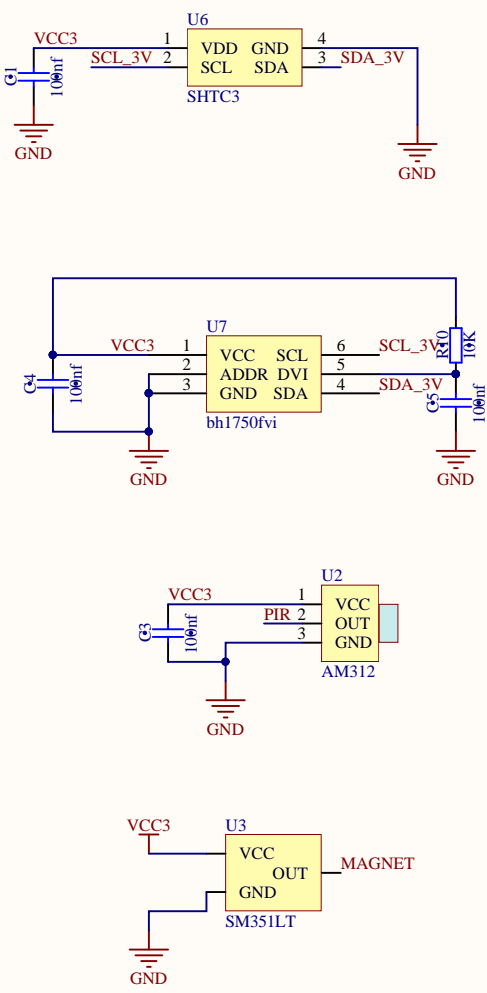 U6
VCC3 1 VDD GND 4
SCL_3V 2 SCL SDA 3 SDA_3V
C1 100nf
SHTC3
GND
GND
U7
VCC3 1 VCC SCL 6 SCL_3V
2 ADDR DVI 5
3 GND SDA 4 SDA_3V
R10 10K
C4 100nf
C5 100nf
bh1750fvi
GND
GND
U2
VCC3 1 VCC
PIR 2 OUT
3 GND
C3 100nf
AM312
GND
U3
VCC3
VCC
OUT MAGNET
GND
SM351LT
GND